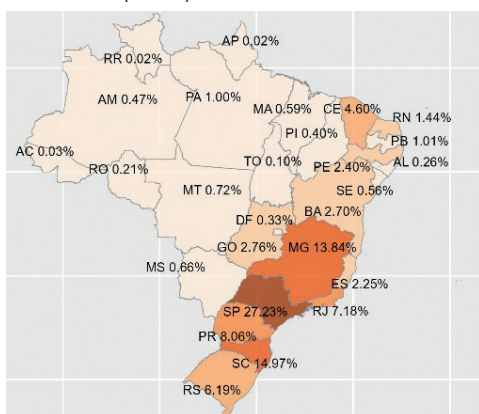 AP 0.02%
RR 0.02%
AM 0.47%
PA 1.00%
MA 0.59%
CE 4.60%
RN 1.44%
PI 0.40%
PB 1.01%
AC 0.03%
RO 0.21%
TO 0.10%
PE 2.40%
AL 0.26%
MT 0.72%
SE 0.56%
BA 2.70%
DF 0.33%
GO 2.76%
MG 13.84%
MS 0.66%
ES 2.25%
SP 27.23%
RJ 7.18%
PR 8.06%
SC 14.97%
RS 6.19%